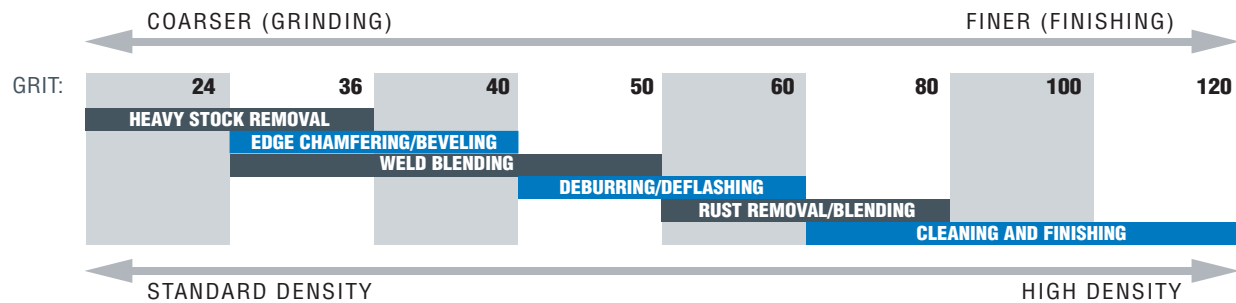 COARSER (GRINDING) FINER (FINISHING)
GRIT: 24 36 40 50 60 80 100 120
HEAVY STOCK REMOVAL
EDGE CHAMFERING/BEVELING
WELD BLENDING
DEBURRING/DEFLASHING
RUST REMOVAL/BLENDING
CLEANING AND FINISHING
STANDARD DENSITY HIGH DENSITY